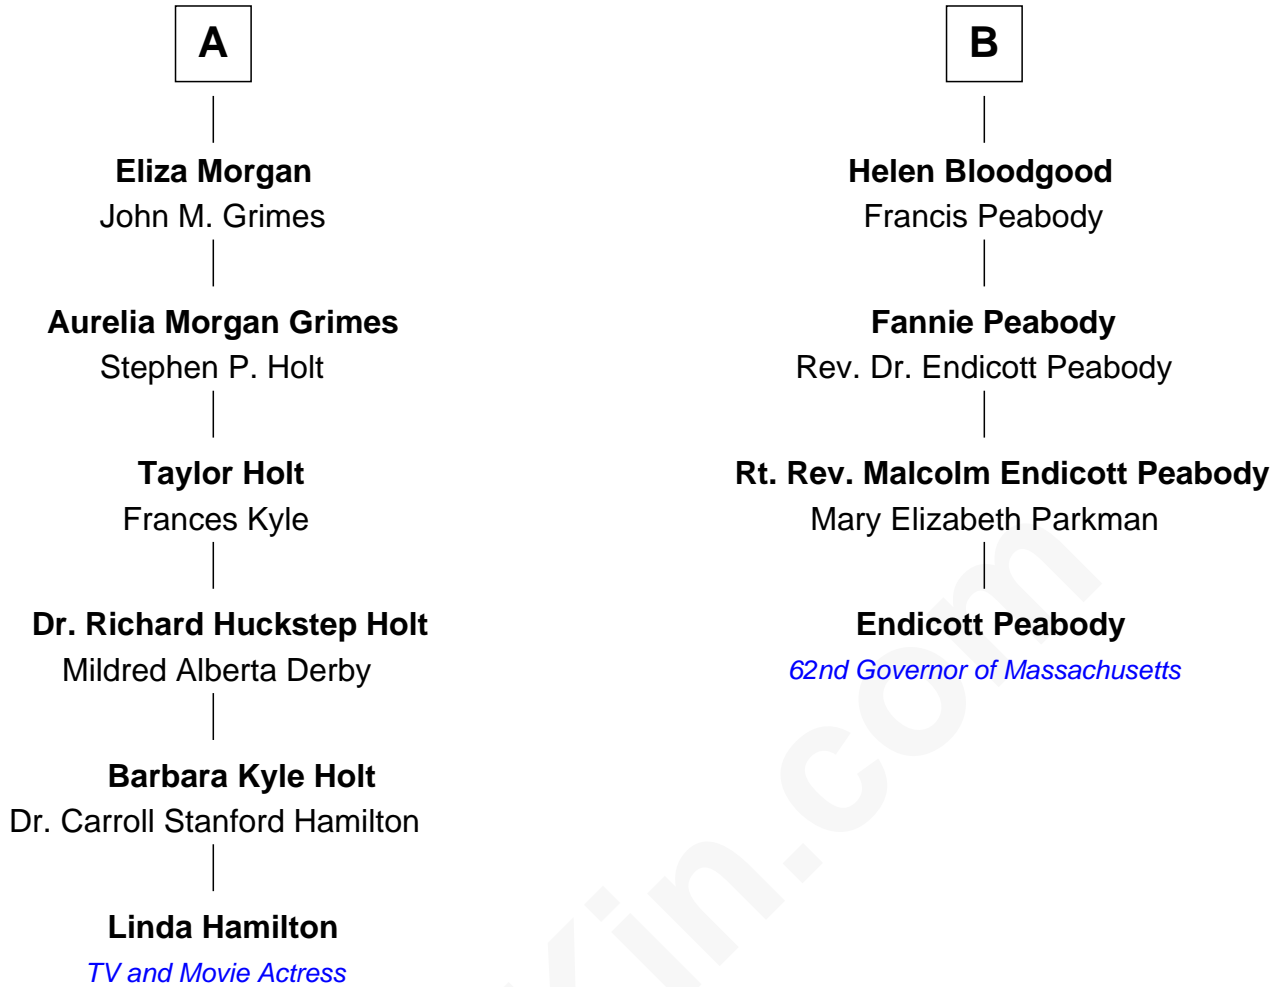 A
Eliza Morgan
John M. Grimes
Aurelia Morgan Grimes
Stephen P. Holt
Taylor Holt
Frances Kyle
Dr. Richard Huckstep Holt
Mildred Alberta Derby
Barbara Kyle Holt
Dr. Carroll Stanford Hamilton
Linda Hamilton
TV and Movie Actress
B
Helen Bloodgood
Francis Peabody
Fannie Peabody
Rev. Dr. Endicott Peabody
Rt. Rev. Malcolm Endicott Peabody
Mary Elizabeth Parkman
Endicott Peabody
62nd Governor of Massachusetts
Kin.com